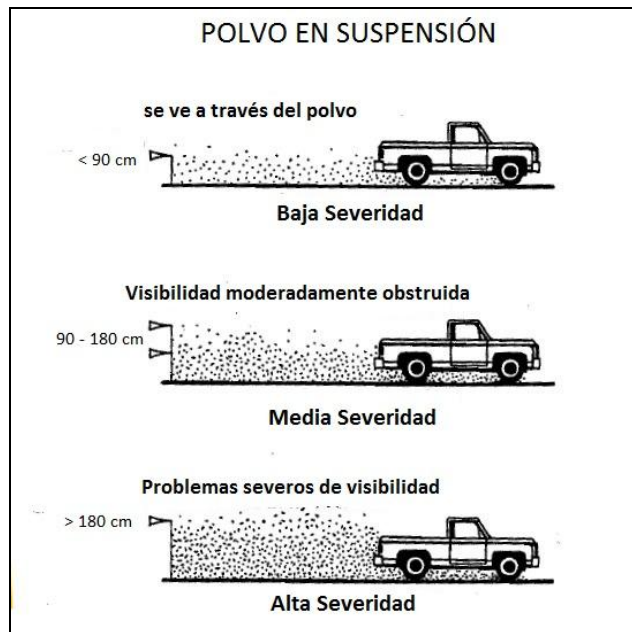 POLVO EN SUSPENSIÓN
se ve a través del polvo
< 90 cm
Baja Severidad
Visibilidad moderadamente obstruida
90 - 180 cm
Media Severidad
Problemas severos de visibilidad
> 180 cm
Alta Severidad